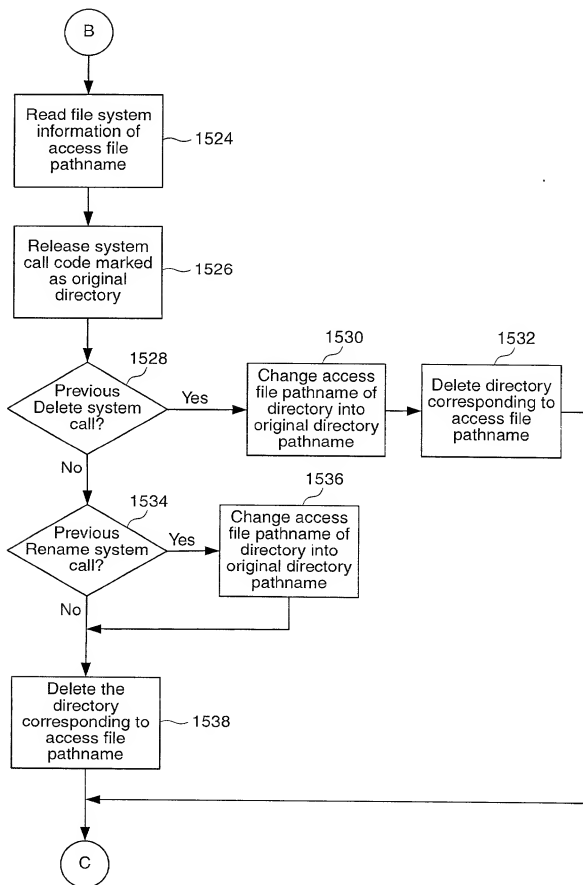 B
Read file system
information of
access file
pathname
1524
Release system
call code marked
as original
directory
1526
1528
Previous
Delete system
call?
Yes
No
1530
Change access
file pathname of
directory into
original directory
pathname
1532
Delete directory
corresponding to
access file
pathname
1534
Previous
Rename system
call?
Yes
No
1536
Change access
file pathname of
directory into
original directory
pathname
Delete the
directory
corresponding to
access file
pathname
1538
C